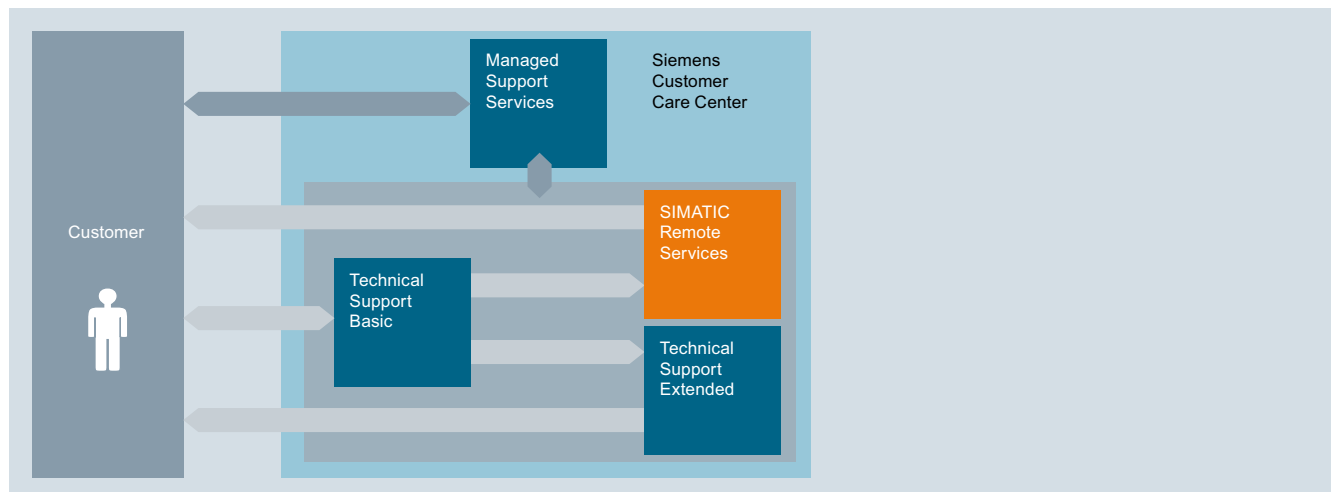 Managed
Support
Services
Siemens
Customer
Care Center
Customer
SIMATIC
Remote
Services
Technical
Support
Basic
Technical
Support
Extended